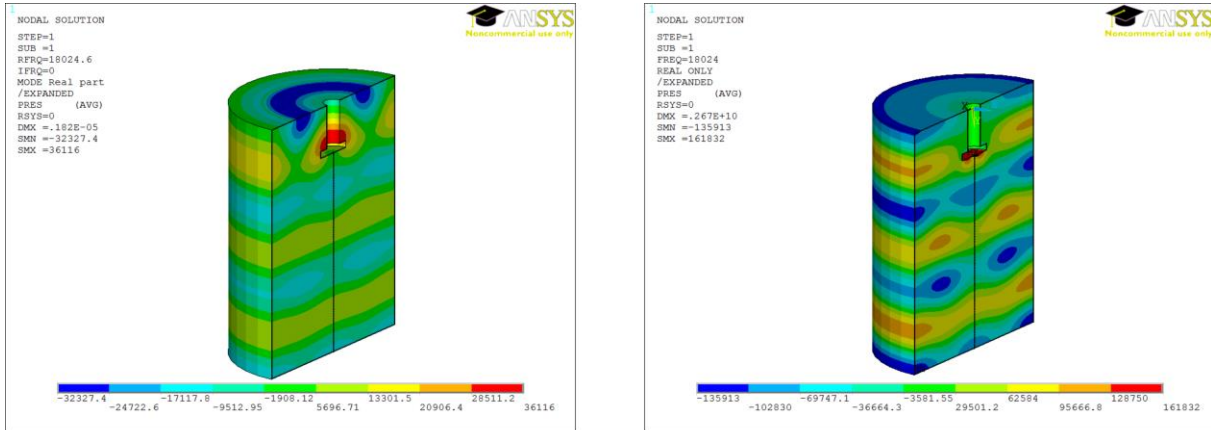 1
NODAL SOLUTION
STEP=1
SUB =1
RFRQ=18024.6
IFRQ=0
MODE Real part
/EXPANDED
PRES (AVG)
RSYS=0
DMX =.182E-05
SMN =-32327.4
SMX =36116
ANSYS
Noncommercial use only
-32327.4 -17117.8 -1908.12 13301.5 28511.2
-24722.6 -9512.95 5696.71 20906.4 36116
1
NODAL SOLUTION
STEP=1
SUB =1
FREQ=18024
REAL ONLY
/EXPANDED
PRES (AVG)
RSYS=0
DMX =.267E+10
SMN =-135913
SMX =161832
ANSYS
Noncommercial use only
X
-135913 -69747.1 -3581.55 62584 128750
-102830 -36664.3 29501.2 95666.8 161832